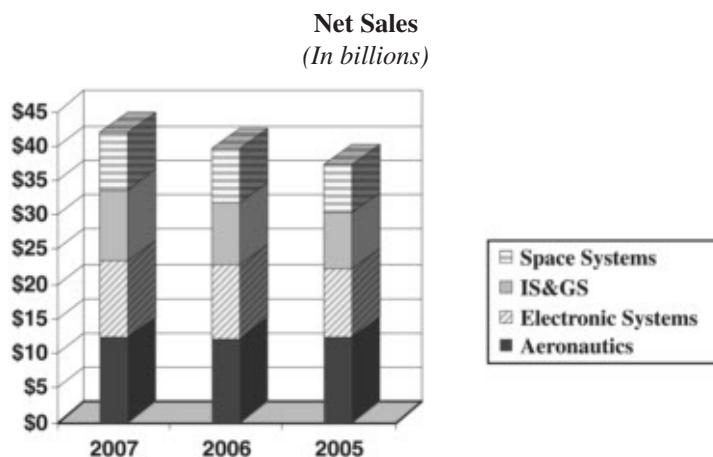 Net Sales
(In billions)
$45
$40
$35
$30
$25
$20
$15
$10
$5
$0
2007 2006 2005
Space Systems
IS&GS
Electronic Systems
Aeronautics